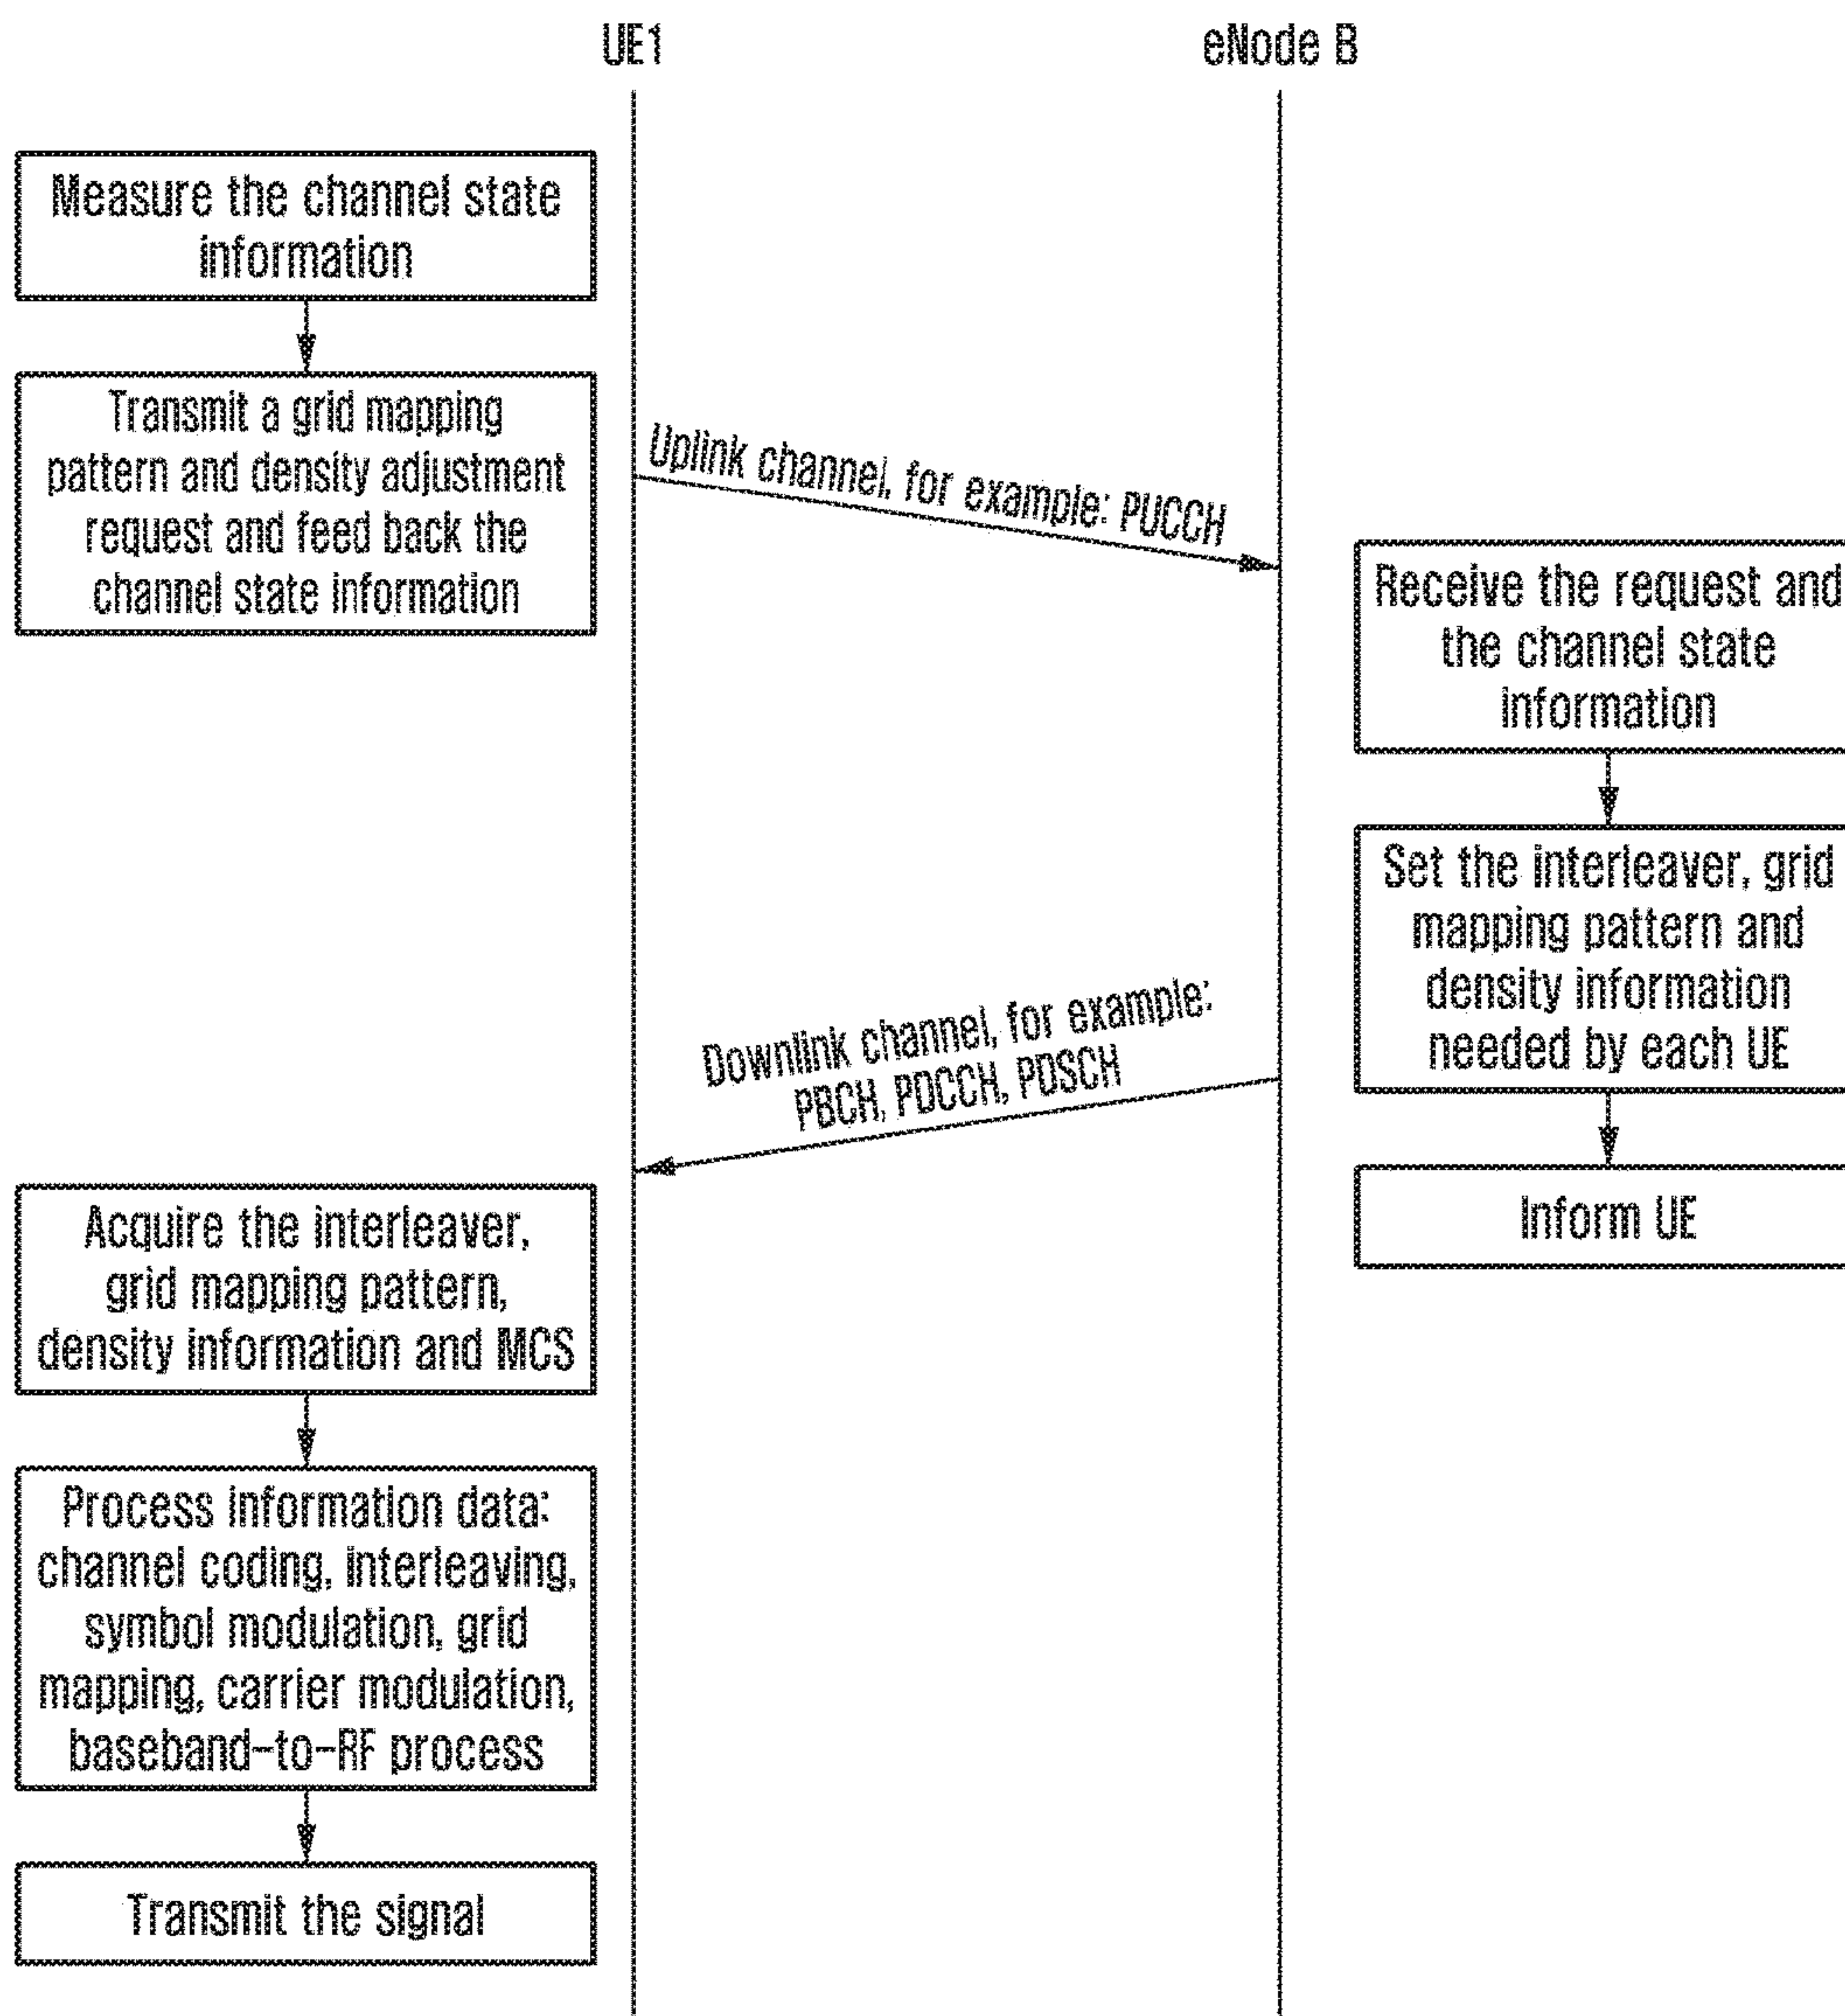 UE1
eNode B
Measure the channel state
information
Transmit a grid mapping
pattern and density adjustment
request and feed back the
channel state information
Uplink channel, for example: PUCCH
Receive the request and
the channel state
information
Set the interleaver, grid
mapping pattern and
density information
needed by each UE
Inform UE
Downlink channel, for example:
PBCH, PDCCH, PDSCH
Acquire the interleaver,
grid mapping pattern,
density information and MCS
Process information data:
channel coding, interleaving,
symbol modulation, grid
mapping, carrier modulation,
baseband-to-RF process
Transmit the signal